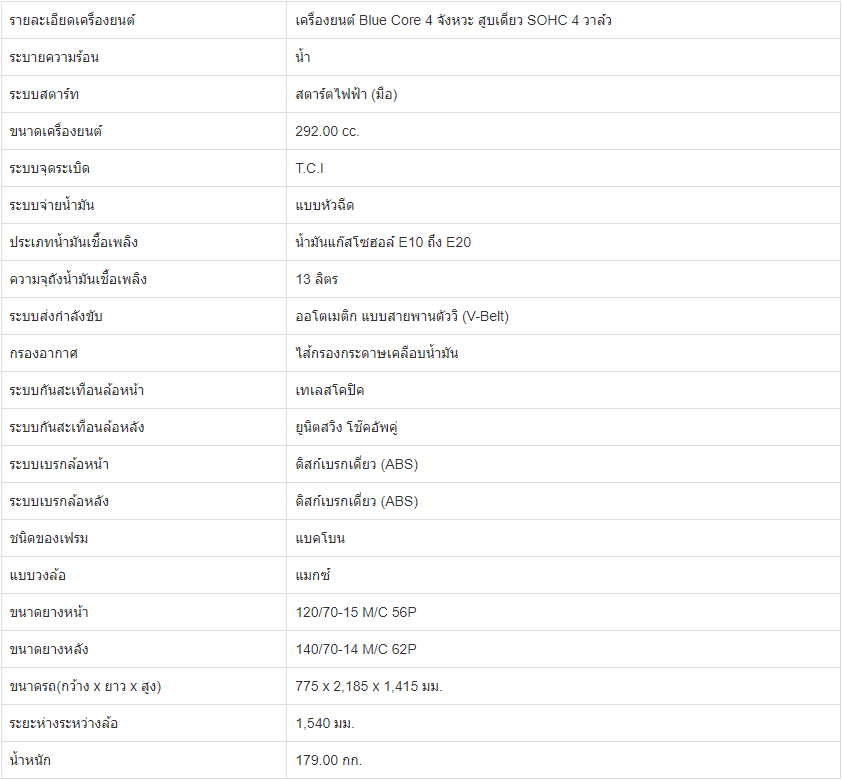 รายละเอียดเครื่องยนต์ เครื่องยนต์ Blue Core 4 จังหวะ สูบเดี่ยว SOHC 4 วาล์ว
ระบายความร้อน น้ำ
ระบบสตาร์ท สตาร์ตไฟฟ้า (มือ)
ขนาดเครื่องยนต์ 292.00 cc.
ระบบจุดระเบิด T.C.I
ระบบจ่ายน้ำมัน แบบหัวฉีด
ประเภทน้ำมันเชื้อเพลิง น้ำมันแก๊สโซฮอล์ E10 ถึง E20
ความจุถังน้ำมันเชื้อเพลิง 13 ลิตร
ระบบส่งกำลังขับ ออโตเมติก แบบสายพานตัววี (V-Belt)
กรองอากาศ ไส้กรองกระดาษเคลือบน้ำมัน
ระบบกันสะเทือนล้อหน้า เทเลสโคปิค
ระบบกันสะเทือนล้อหลัง ยูนิตสวิง โช๊คอัพคู่
ระบบเบรกล้อหน้า ดิสก์เบรกเดี่ยว (ABS)
ระบบเบรกล้อหลัง ดิสก์เบรกเดี่ยว (ABS)
ชนิดของเฟรม แบคโบน
แบบวงล้อ แมกซ์
ขนาดยางหน้า 120/70-15 M/C 56P
ขนาดยางหลัง 140/70-14 M/C 62P
ขนาดรถ(กว้าง x ยาว x สูง) 775 x 2,185 x 1,415 มม.
ระยะห่างระหว่างล้อ 1,540 มม.
น้ำหนัก 179.00 กก.